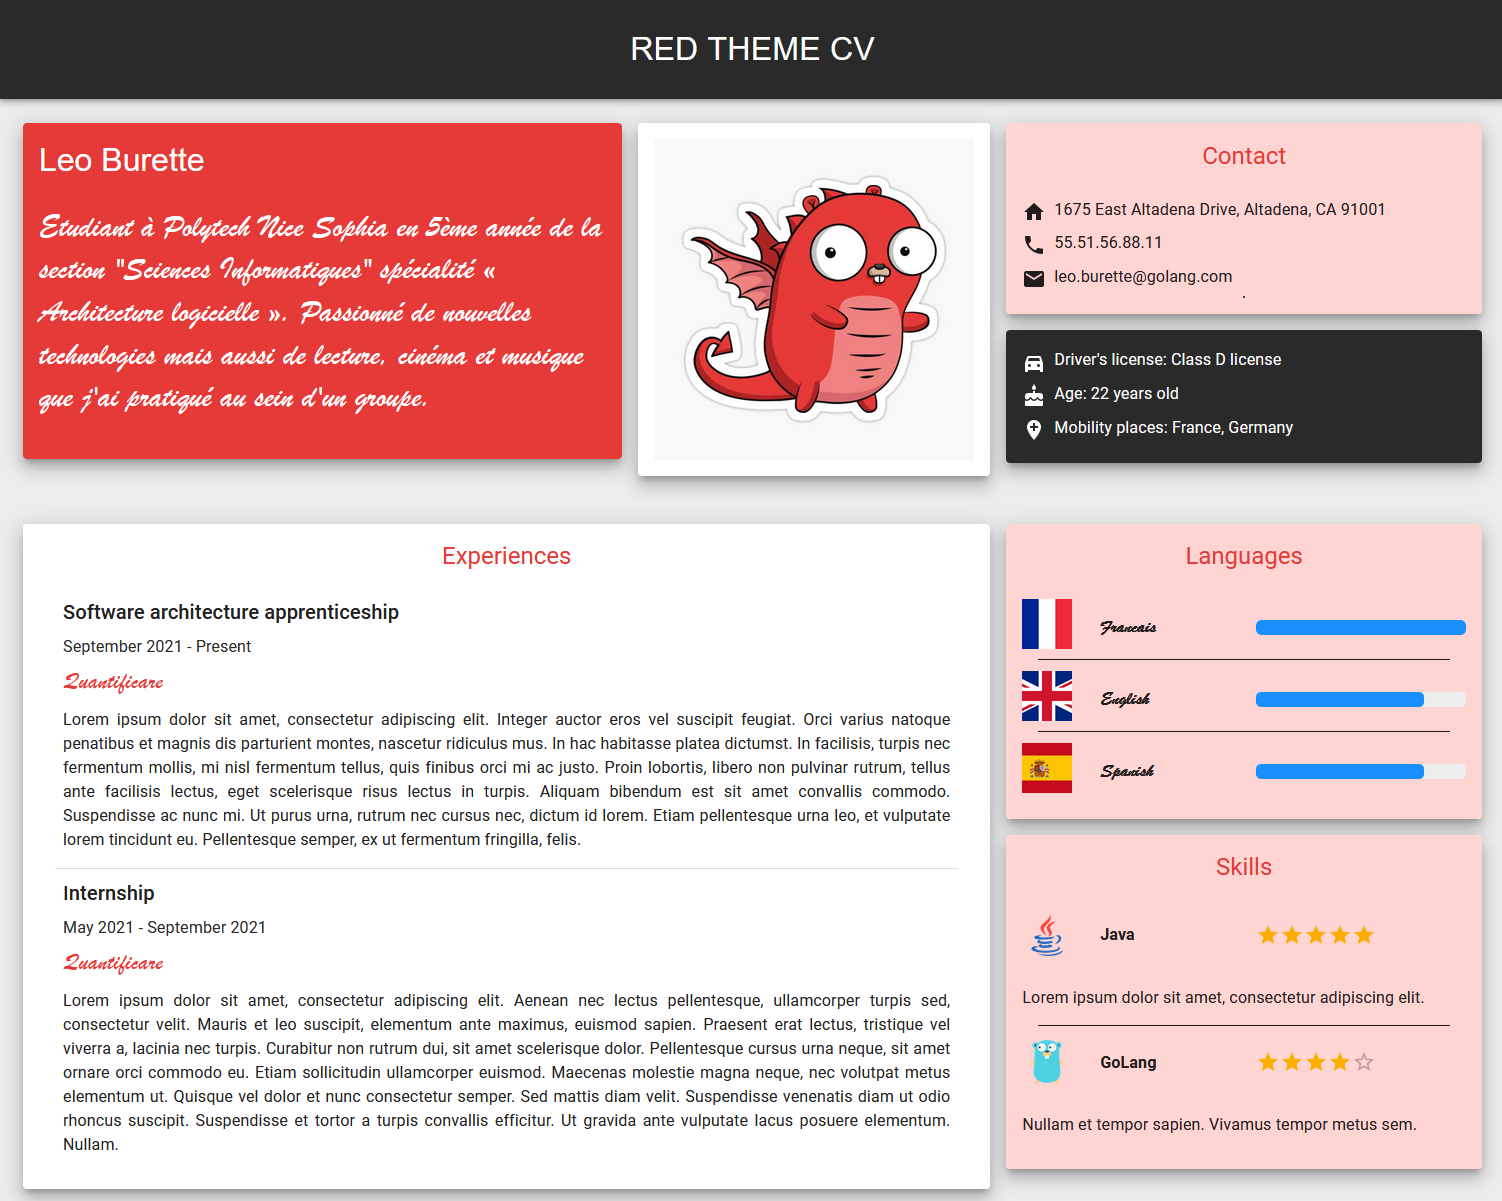 RED THEME CV
Leo Burette
Etudiant à Polytech Nice Sophia en 5ème année de la
section "Sciences Informatiques" spécialité «
Architecture logicielle ». Passionné de nouvelles
technologies mais aussi de lecture, cinéma et musique
que j'ai pratiqué au sein d'un groupe.
Contact
1675 East Altadena Drive, Altadena, CA 91001
55.51.56.88.11
leo.burette@golang.com
.
Driver's license: Class D license
Age: 22 years old
Mobility places: France, Germany
Experiences
Software architecture apprenticeship
September 2021 - Present
Quantificare
Lorem ipsum dolor sit amet, consectetur adipiscing elit. Integer auctor eros vel suscipit feugiat. Orci varius natoque
penatibus et magnis dis parturient montes, nascetur ridiculus mus. In hac habitasse platea dictumst. In facilisis, turpis nec
fermentum mollis, mi nisl fermentum tellus, quis finibus orci mi ac justo. Proin lobortis, libero non pulvinar rutrum, tellus
ante facilisis lectus, eget scelerisque risus lectus in turpis. Aliquam bibendum est sit amet convallis commodo.
Suspendisse ac nunc mi. Ut purus urna, rutrum nec cursus nec, dictum id lorem. Etiam pellentesque urna leo, et vulputate
lorem tincidunt eu. Pellentesque semper, ex ut fermentum fringilla, felis.
Internship
May 2021 - September 2021
Quantificare
Lorem ipsum dolor sit amet, consectetur adipiscing elit. Aenean nec lectus pellentesque, ullamcorper turpis sed,
consectetur velit. Mauris et leo suscipit, elementum ante maximus, euismod sapien. Praesent erat lectus, tristique vel
viverra a, lacinia nec turpis. Curabitur non rutrum dui, sit amet scelerisque dolor. Pellentesque cursus urna neque, sit amet
ornare orci commodo eu. Etiam sollicitudin ullamcorper euismod. Maecenas molestie magna neque, nec volutpat metus
elementum ut. Quisque vel dolor et nunc consectetur semper. Sed mattis diam velit. Suspendisse venenatis diam ut odio
rhoncus suscipit. Suspendisse et tortor a turpis convallis efficitur. Ut gravida ante vulputate lacus posuere elementum.
Nullam.
Languages
Francais
English
Spanish
Skills
Java
Lorem ipsum dolor sit amet, consectetur adipiscing elit.
GoLang
Nullam et tempor sapien. Vivamus tempor metus sem.